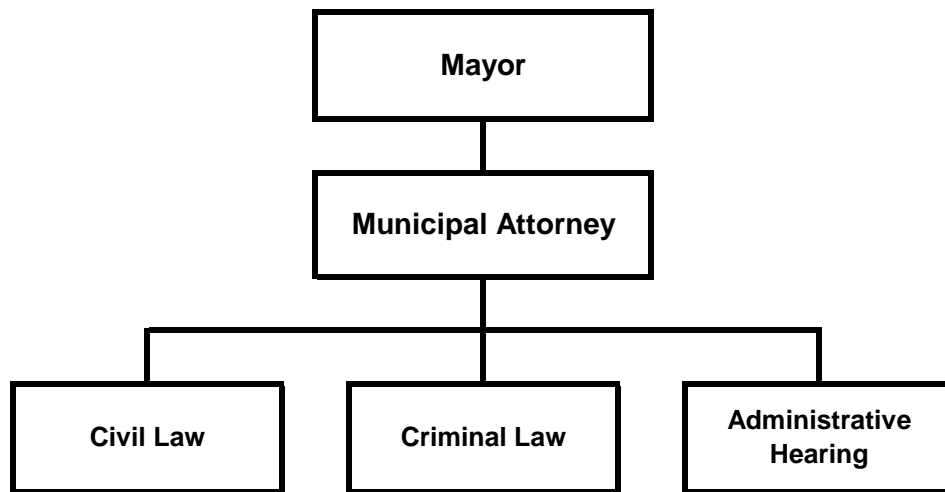 Mayor
Municipal Attorney
Civil Law
Criminal Law
Administrative
Hearing